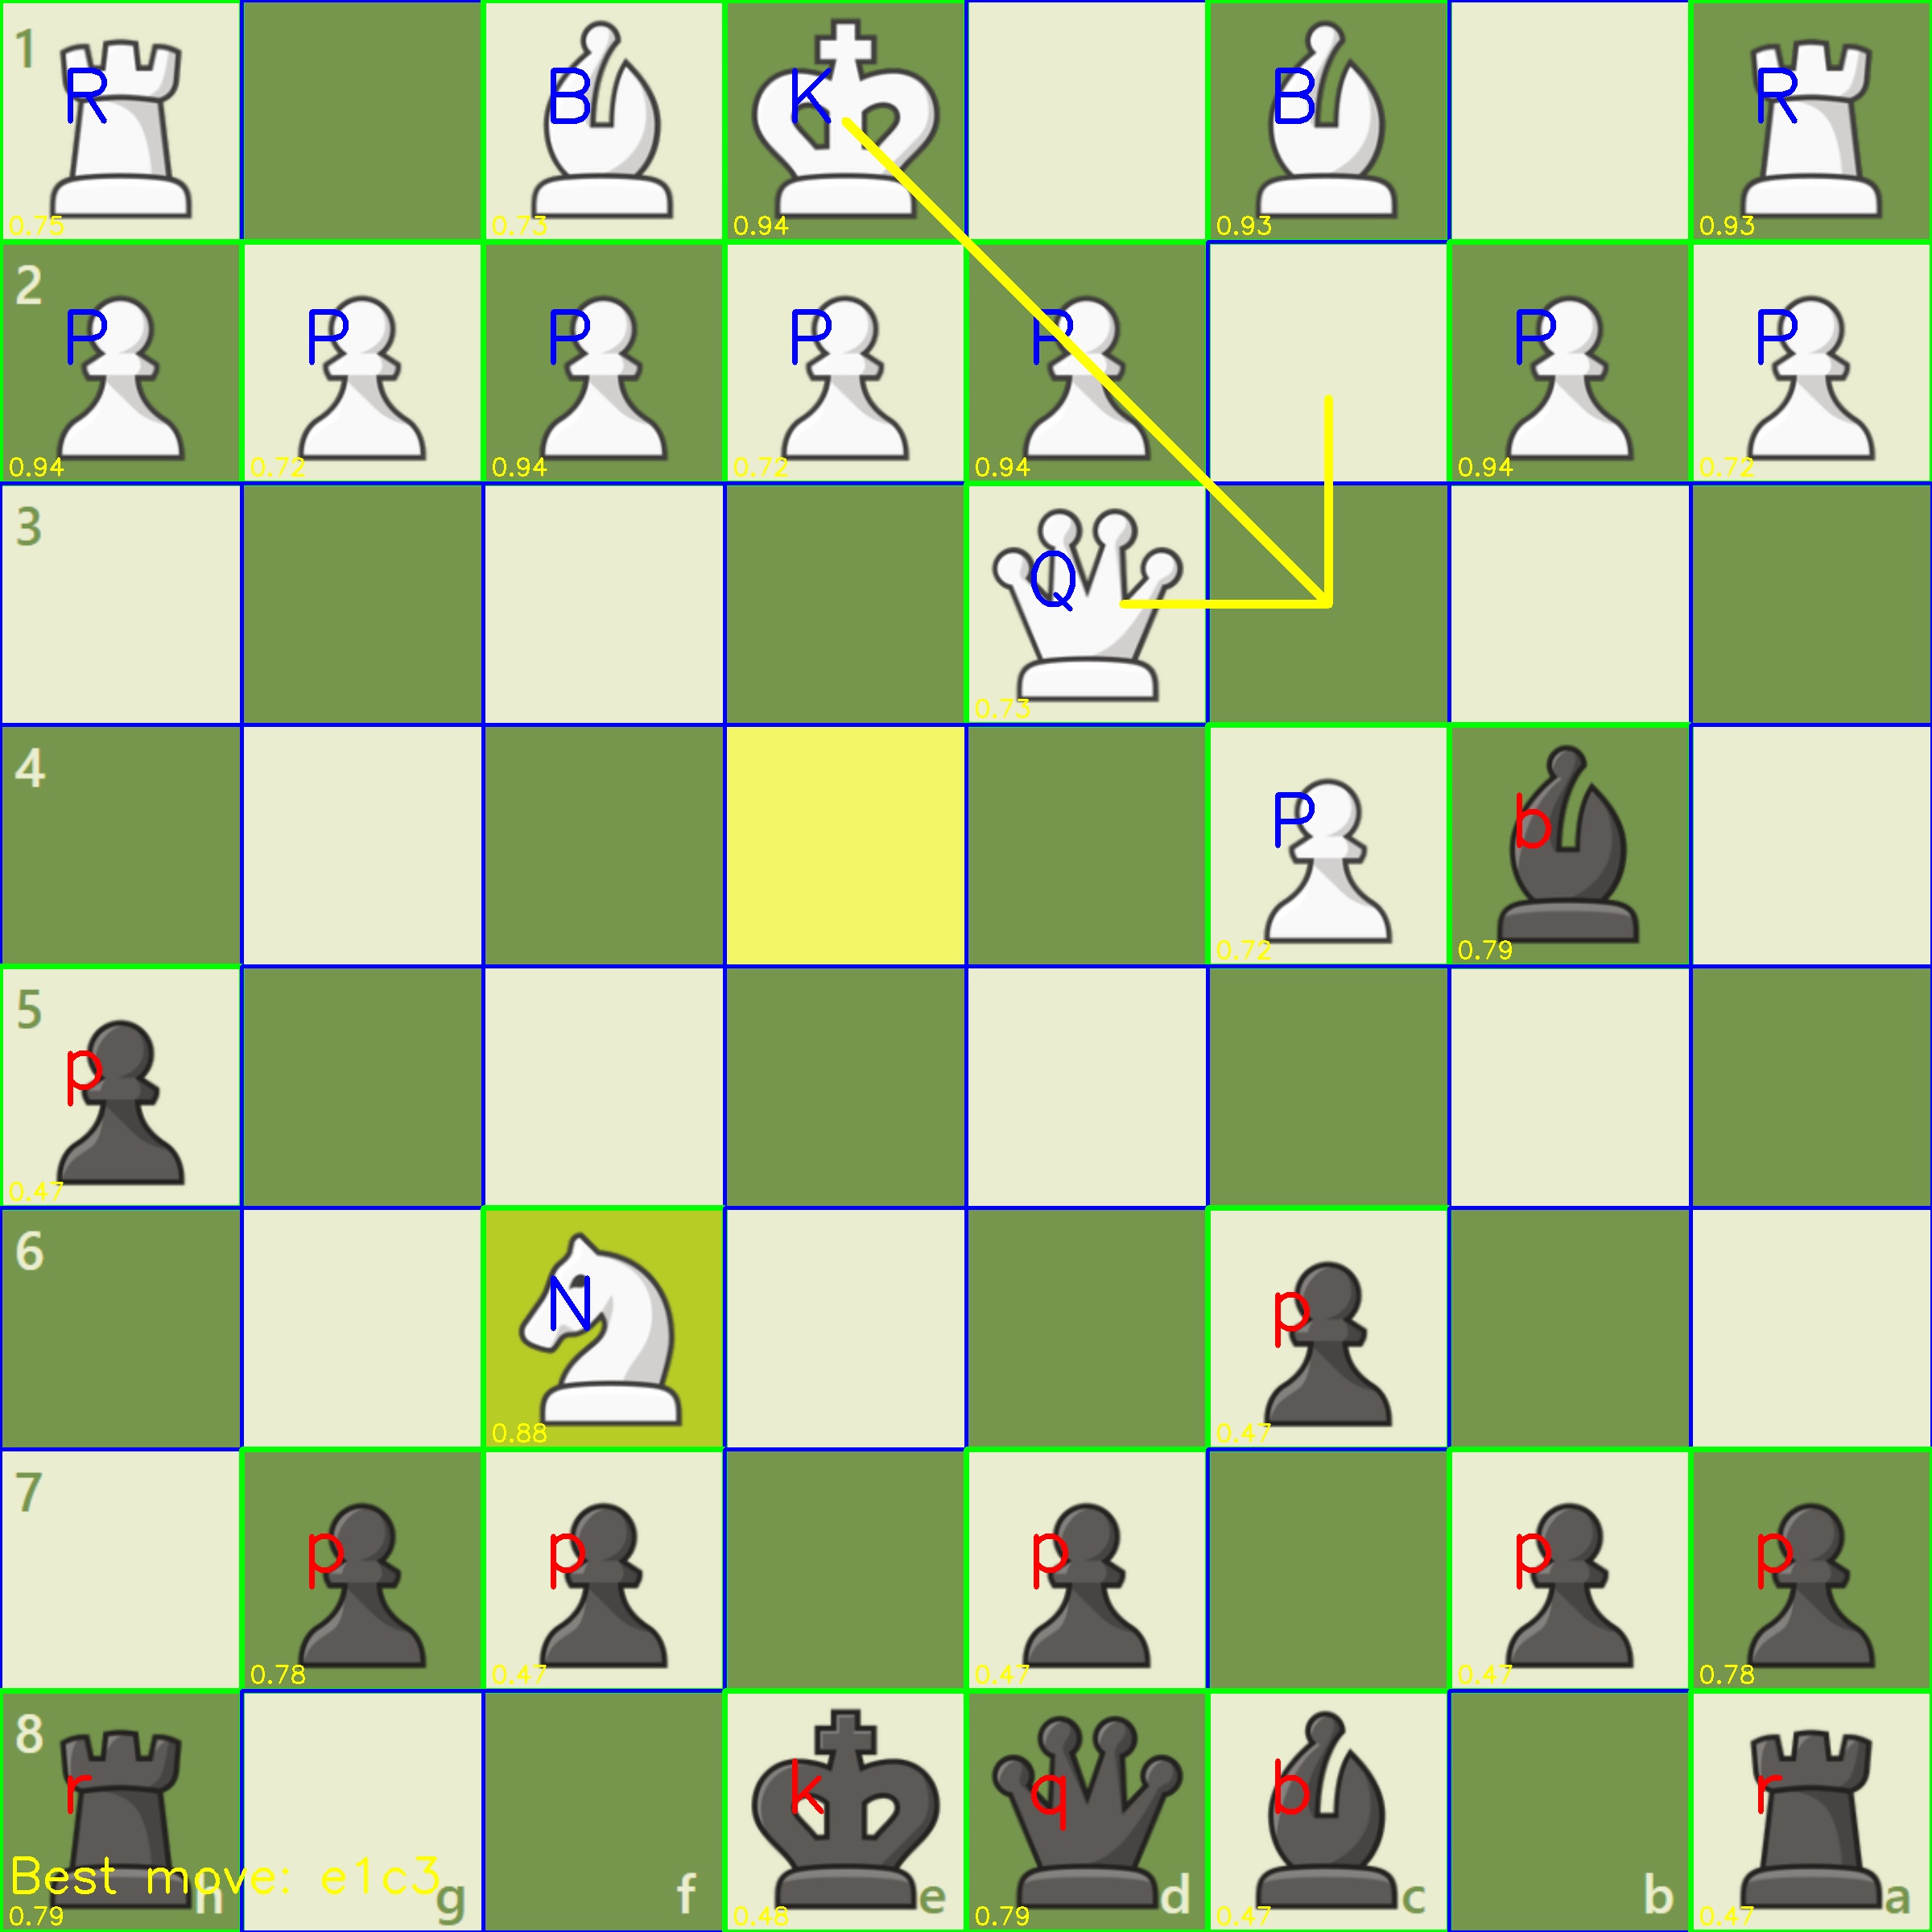 1 R B K B R
0.75 0.73 0.94 0.93 0.93
2 P P P P P P P
0.94 0.72 0.94 0.72 0.94 0.94 0.72
3 Q
0.73
4 P b
0.72 0.79
5 p
0.47
6 N p
0.88 0.47
7 p p p p p
0.78 0.47 0.47 0.47 0.78
8 r k q b r
Best move: e1c3
h g f e d c b a
0.79 0.48 0.79 0.47 0.47